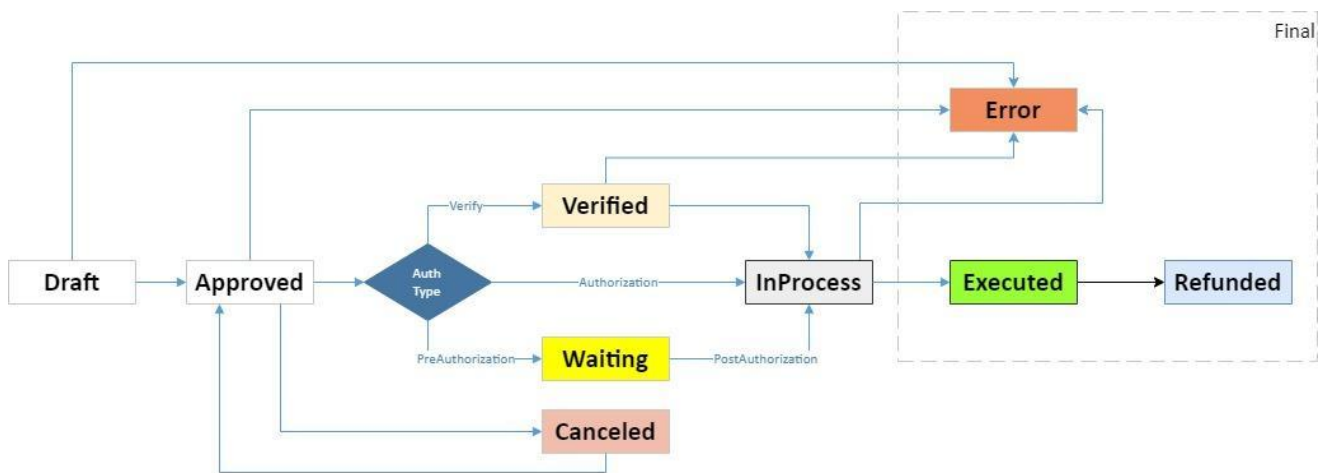 Final
Error
Verify
Verified
Draft
Approved
Auth
Type
Authorization
InProcess
Executed
Refunded
PreAuthorization
Waiting
PostAuthorization
Canceled